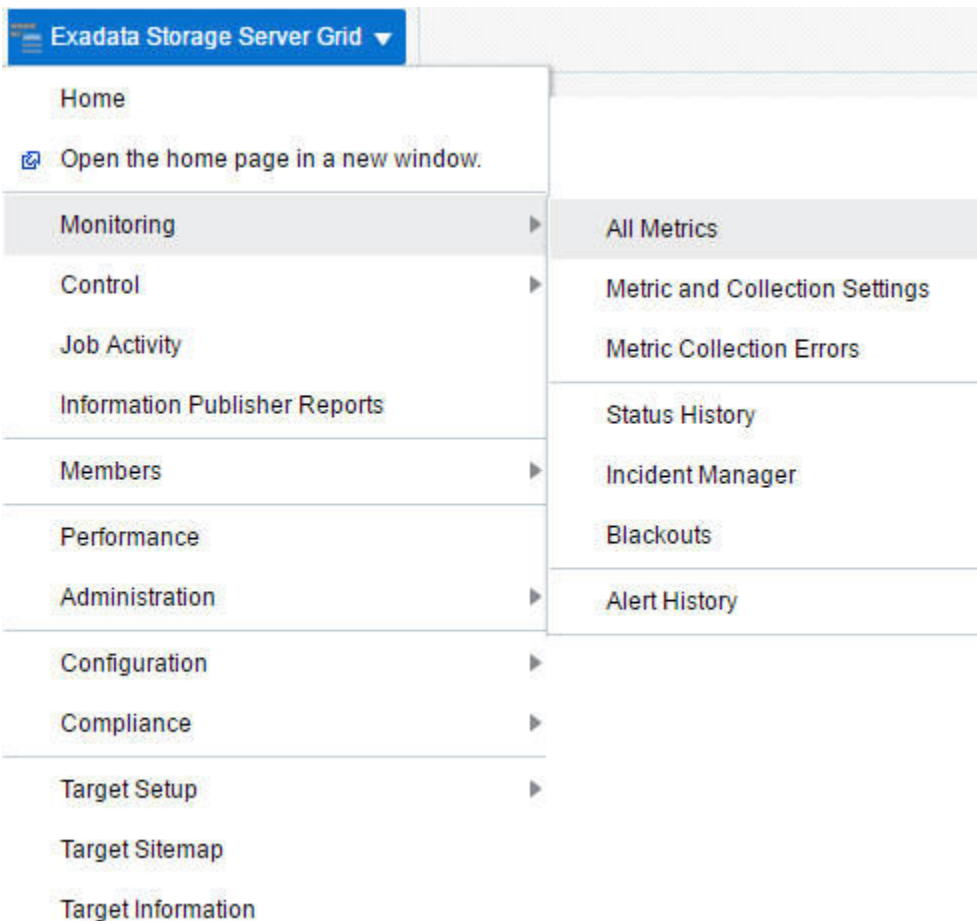 Exadata Storage Server Grid
Home
Open the home page in a new window.
Monitoring
Control
Job Activity
Information Publisher Reports
Members
Performance
Administration
Configuration
Compliance
Target Setup
Target Sitemap
Target Information
All Metrics
Metric and Collection Settings
Metric Collection Errors
Status History
Incident Manager
Blackouts
Alert History